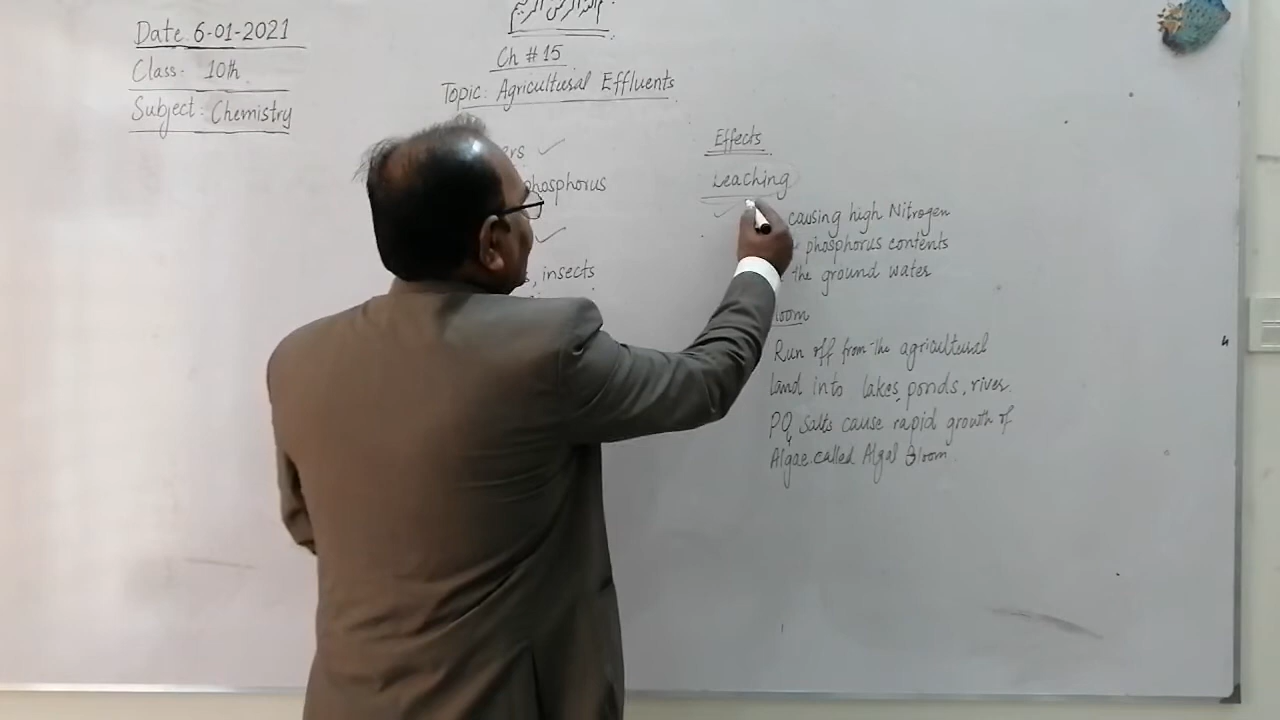 Date 6-01-2021
Class. 10th
Subject: Chemistry
Ch # 15
Topic: Agricultural Effluents
phosphorus
insects
Effects
Leaching
causing high Nitrogen
phosphorus contents
the ground water
Run off from the agricultural
land into lakes, ponds, river.
PO4 salts cause rapid growth of
Algae. called Algal Bloom.